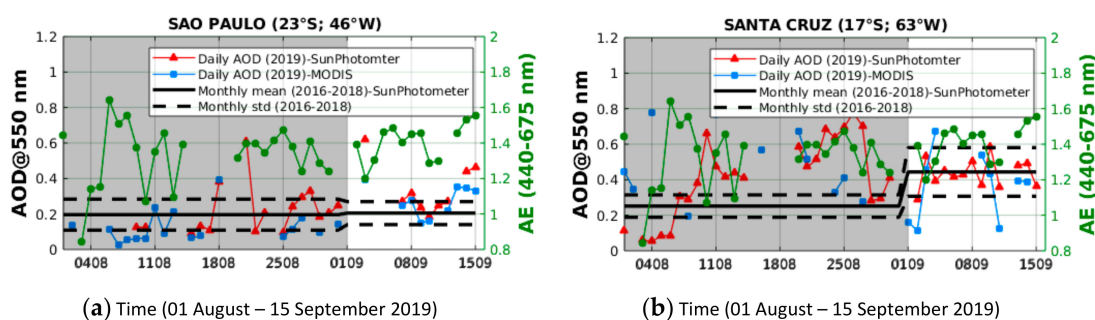 SAO PAULO (23°S; 46°W)
1.2
1
0.8
0.6
0.4
0.2
0
AOD@550 nm
Daily AOD (2019)-SunPhotomter
Daily AOD (2019)-MODIS
Monthly mean (2016-2018)-SunPhotometer
Monthly std (2016-2018)
2
1.8
1.6
1.4
1.2
1
0.8
AE (440-675 nm)
0408 1108 1808 2508 0109 0809 1509
(a) Time (01 August – 15 September 2019)
SANTA CRUZ (17°S; 63°W)
1.2
1
0.8
0.6
0.4
0.2
0
AOD@550 nm
Daily AOD (2019)-SunPhotometer
Daily AOD (2019)-MODIS
Monthly mean (2016-2018)-SunPhotometer
Monthly std (2016-2018)
2
1.8
1.6
1.4
1.2
1
0.8
AE (440-675 nm)
0408 1108 1808 2508 0109 0809 1509
(b) Time (01 August – 15 September 2019)